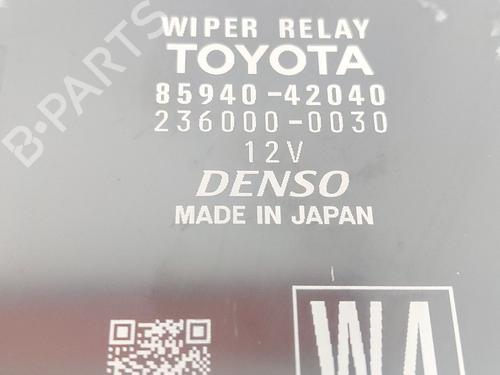 B-PARTS
WIPER RELAY
TOYOTA
85940-42040
236000-0030
12V
DENSO
MADE IN JAPAN
WA